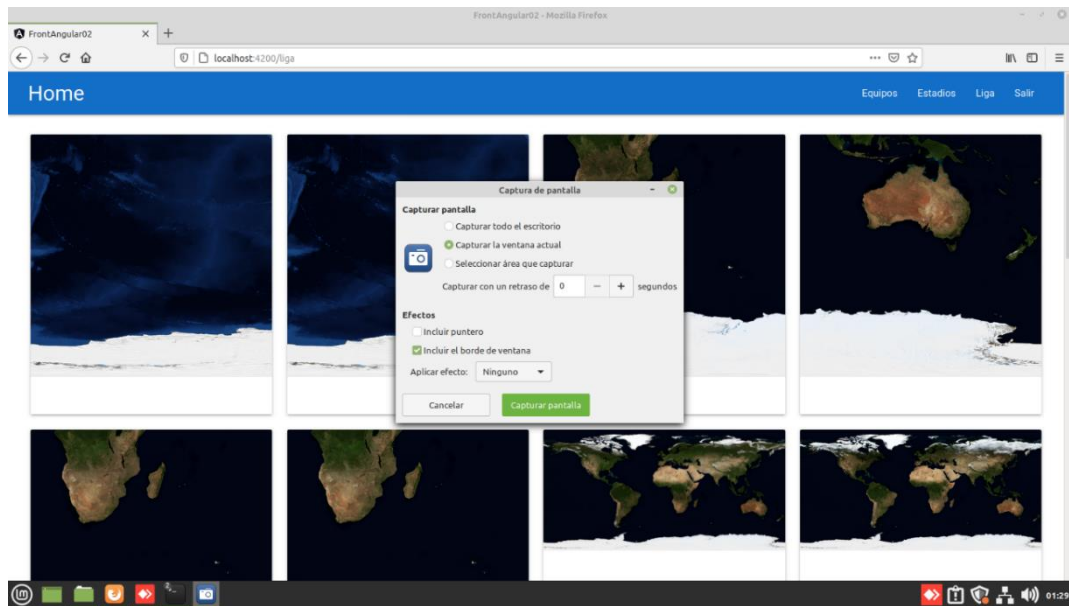 FrontAngular02 - Mozilla Firefox
FrontAngular02
localhost:4200/liga
Home
Equipos Estadios Liga Salir
Captura de pantalla
Capturar pantalla
Capturar todo el escritorio
Capturar la ventana actual
Seleccionar área que capturar
Capturar con un retraso de 0 segundos
Efectos
Incluir puntero
Incluir el borde de ventana
Aplicar efecto: Ninguno
Cancelar Capturar pantalla
01:29